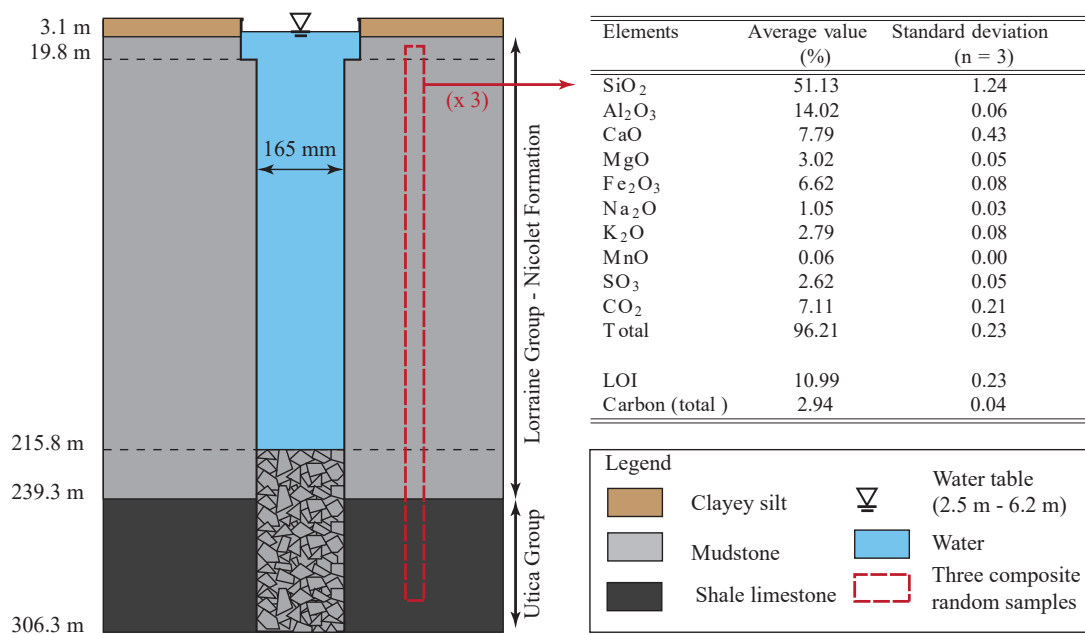 3.1 m
19.8 m
165 mm
(x 3)
Lorraine Group - Nicolet Formation
215.8 m
239.3 m
Utica Group
306.3 m
Elements Average value Standard deviation
(%) (n = 3)
SiO2 51.13 1.24
Al2O3 14.02 0.06
CaO 7.79 0.43
MgO 3.02 0.05
Fe2O3 6.62 0.08
Na2O 1.05 0.03
K2O 2.79 0.08
MnO 0.06 0.00
SO3 2.62 0.05
CO2 7.11 0.21
Total 96.21 0.23
LOI 10.99 0.23
Carbon (total) 2.94 0.04
Legend
Clayey silt
Mudstone
Shale limestone
Water table
(2.5 m - 6.2 m)
Water
Three composite
random samples